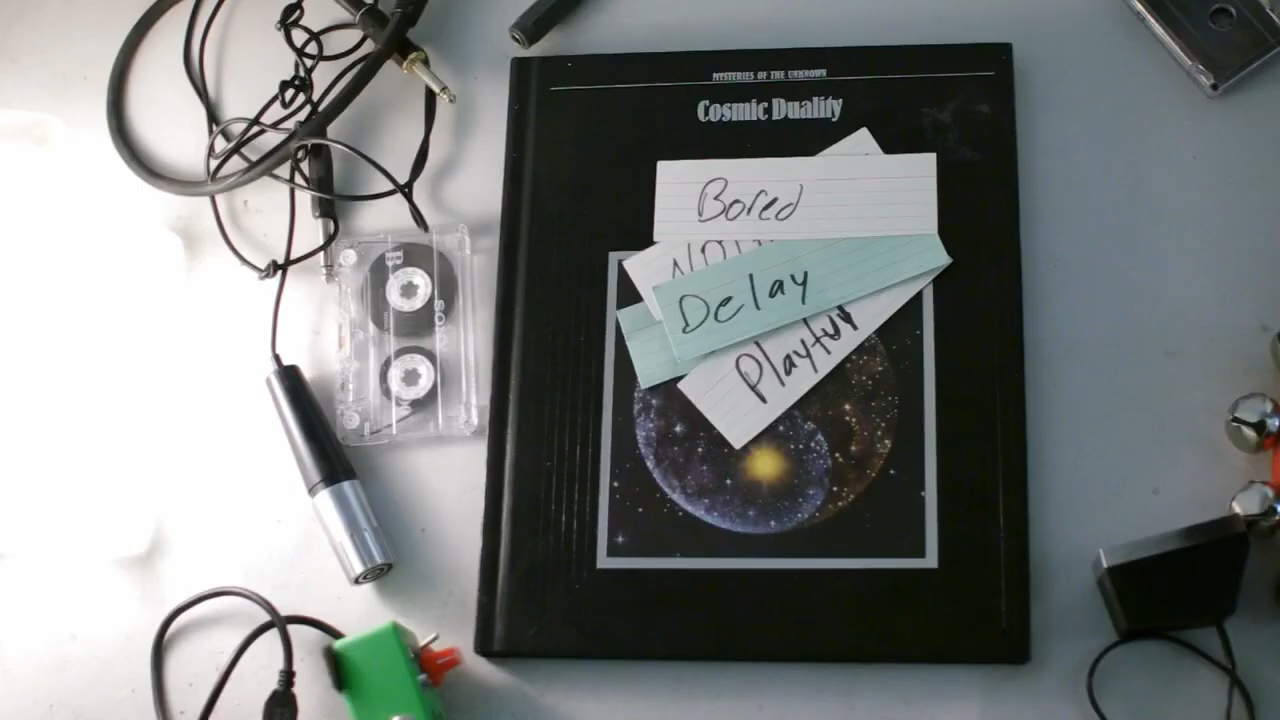 MYSTERIES OF THE UNKNOWN
Cosmic Duality
Bored
Delay
Playful
B